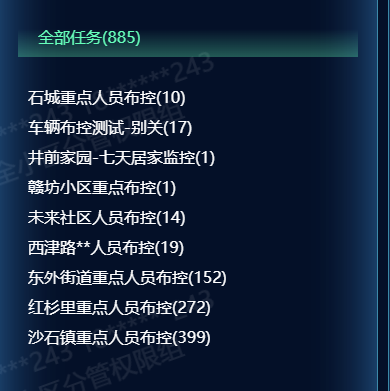 全部任务(885)
石城重点人员布控(10)
车辆布控测试-别关(17)
井前家园-七天居家监控(1)
赣坊小区重点布控(1)
未来社区人员布控(14)
西津路**人员布控(19)
东外街道重点人员布控(152)
红杉里重点人员布控(272)
沙石镇重点人员布控(399)